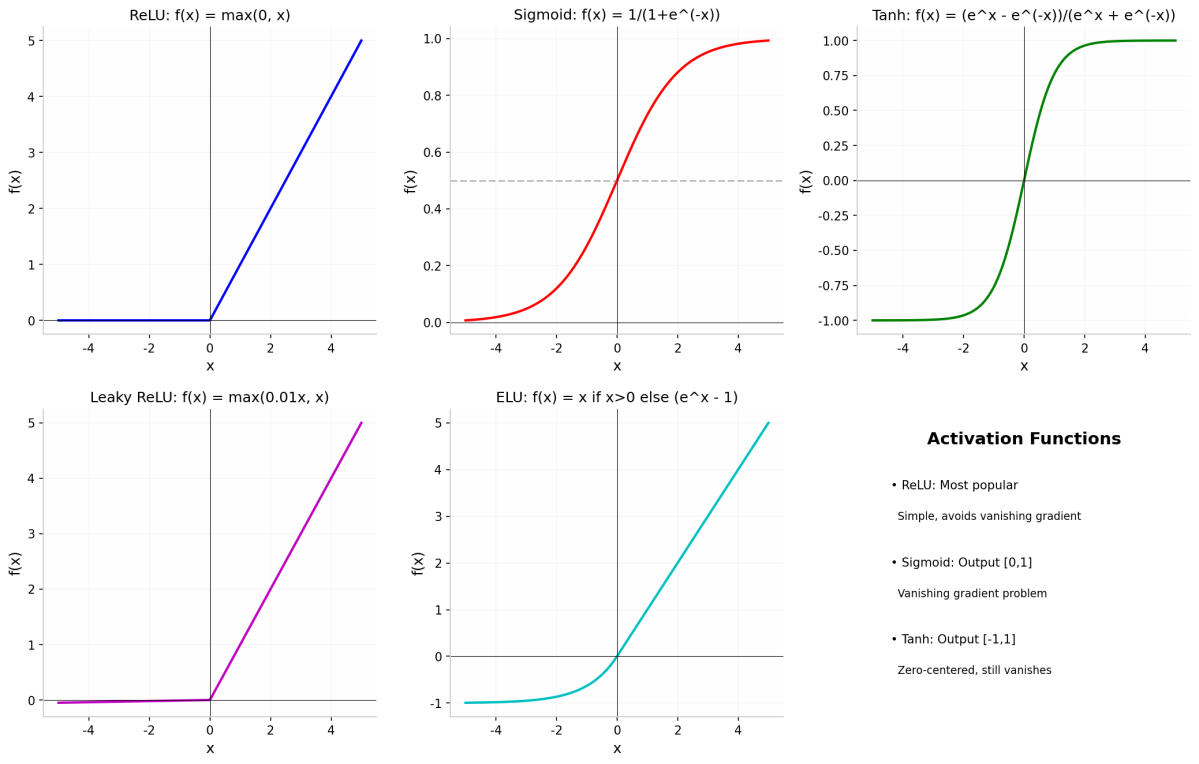 ReLU: f(x) = max(0, x)
f(x)
5
4
3
2
1
0
-4 -2 0 2 4
x
Sigmoid: f(x) = 1/(1+e^(-x))
f(x)
1.0
0.8
0.6
0.4
0.2
0.0
-4 -2 0 2 4
x
Tanh: f(x) = (e^x - e^(-x))/(e^x + e^(-x))
f(x)
1.00
0.75
0.50
0.25
0.00
-0.25
-0.50
-0.75
-1.00
-4 -2 0 2 4
x
Leaky ReLU: f(x) = max(0.01x, x)
f(x)
5
4
3
2
1
0
-4 -2 0 2 4
x
ELU: f(x) = x if x>0 else (e^x - 1)
f(x)
5
4
3
2
1
0
-1
-4 -2 0 2 4
x
Activation Functions
• ReLU: Most popular
Simple, avoids vanishing gradient
• Sigmoid: Output [0,1]
Vanishing gradient problem
• Tanh: Output [-1,1]
Zero-centered, still vanishes